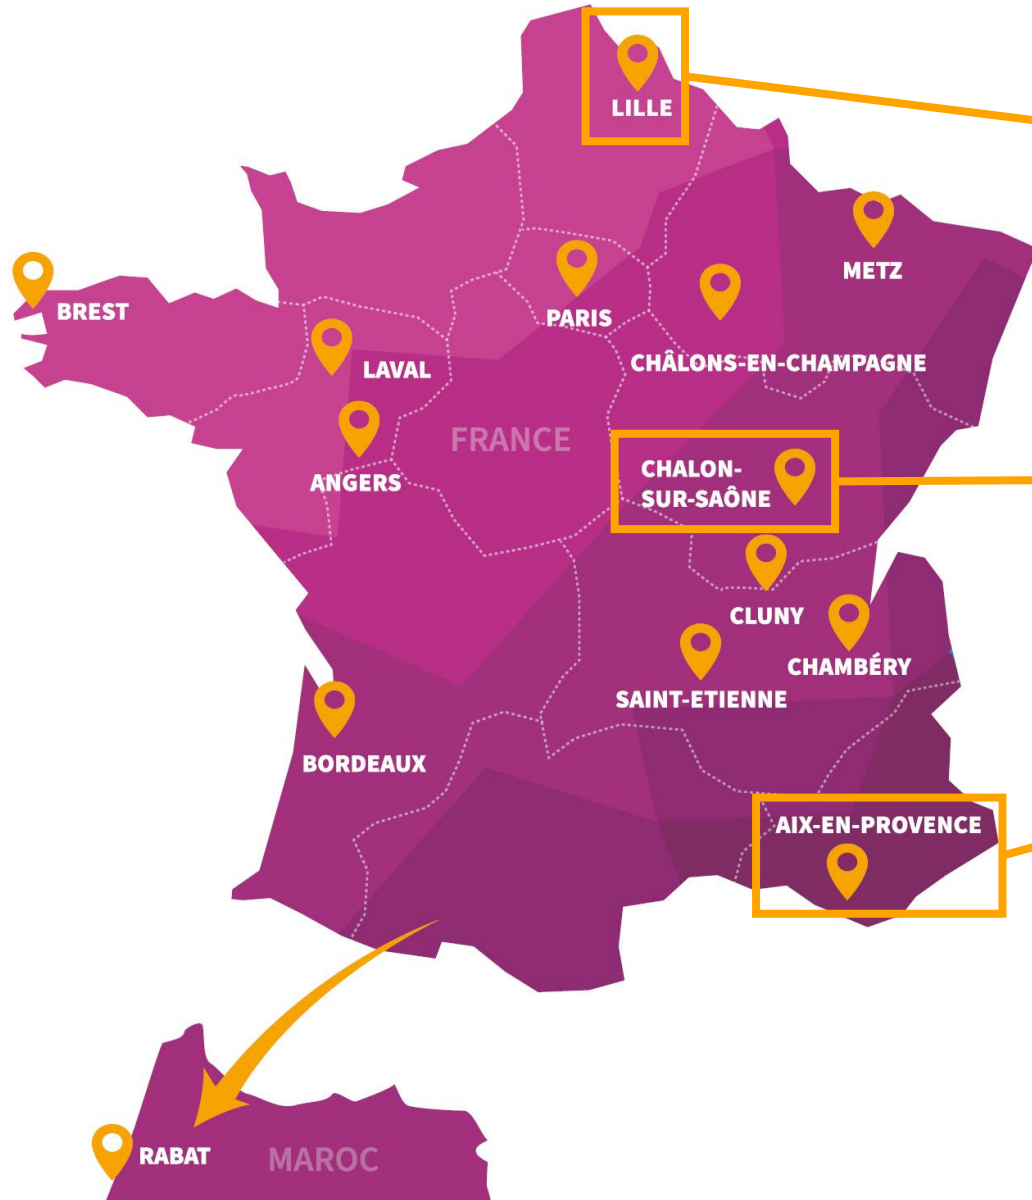 LILLE
METZ
BREST
PARIS
LAVAL
CHÂLONS-EN-CHAMPAGNE
FRANCE
ANGERS
CHALON-
SUR-SAÔNE
CLUNY
CHAMBÉRY
SAINT-ETIENNE
BORDEAUX
AIX-EN-PROVENCE
RABAT
MAROC